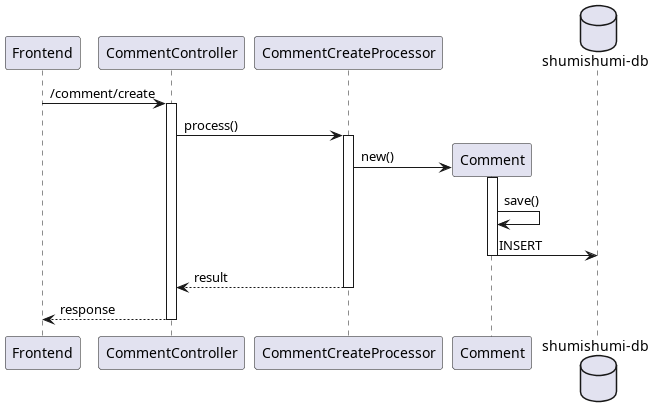 shumishumi-db
Frontend
CommentController
CommentCreateProcessor
/comment/create
process()
new()
Comment
save()
INSERT
result
response
Frontend
CommentController
CommentCreateProcessor
Comment
shumishumi-db